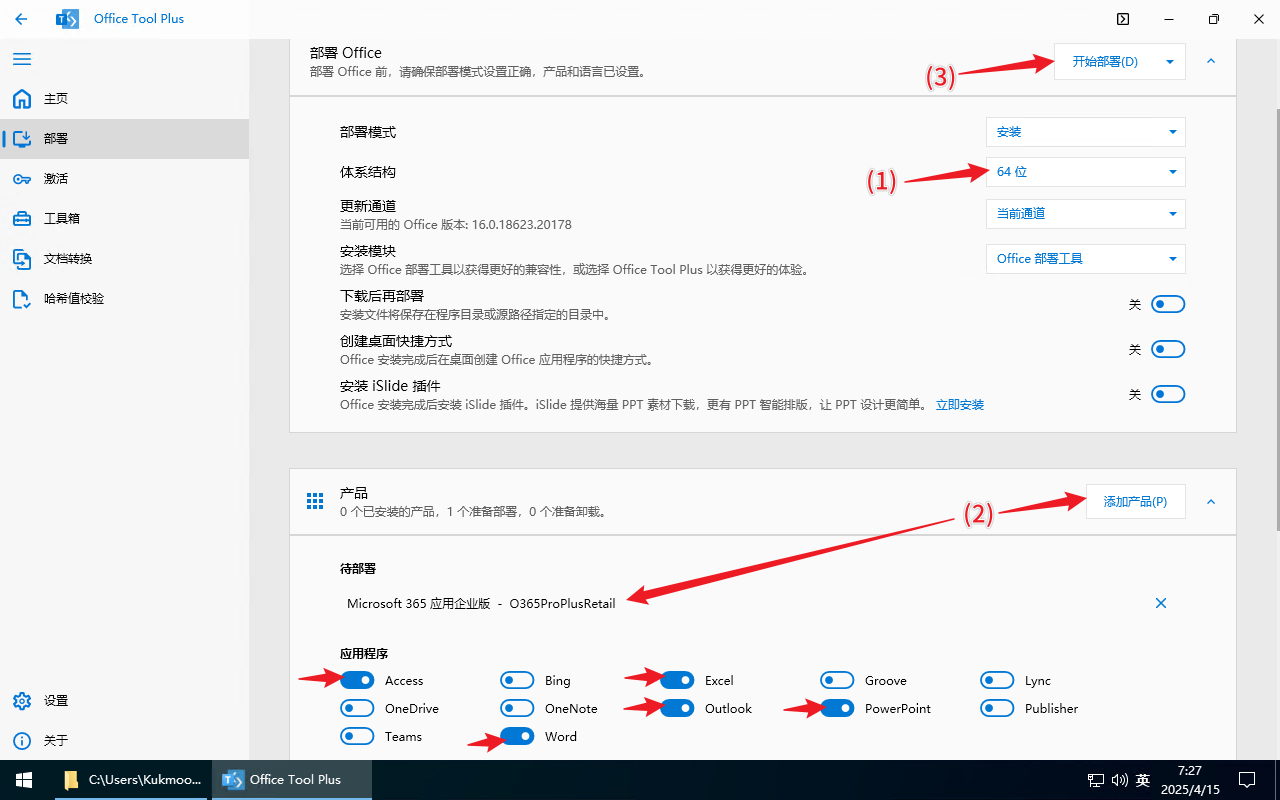 Office Tool Plus
部署 Office
部署 Office 前，请确保部署模式设置正确，产品和语言已设置。
(3)
开始部署(D)
主页
部署
激活
工具箱
文档转换
哈希值校验
部署模式
安装
体系结构
(1)
64 位
更新通道
当前可用的 Office 版本: 16.0.18623.20178
当前通道
安装模块
选择 Office 部署工具以获得更好的兼容性，或选择 Office Tool Plus 以获得更好的体验。
Office 部署工具
下载后再部署
安装文件将保存在程序目录或源路径指定的目录中。
关
创建桌面快捷方式
Office 安装完成后在桌面创建 Office 应用程序的快捷方式。
关
安装 iSlide 插件
Office 安装完成后安装 iSlide 插件。iSlide 提供海量 PPT 素材下载，更有 PPT 智能排版，让 PPT 设计更简单。 立即安装
关
产品
0 个已安装的产品，1 个准备部署，0 个准备卸载。
(2)
添加产品(P)
待部署
Microsoft 365 应用企业版 - O365ProPlusRetail
应用程序
Access Bing Excel Groove Lync
OneDrive OneNote Outlook PowerPoint Publisher
Teams Word
设置
关于
C:\Users\Kukmoo...
Office Tool Plus
英
7:27
2025/4/15